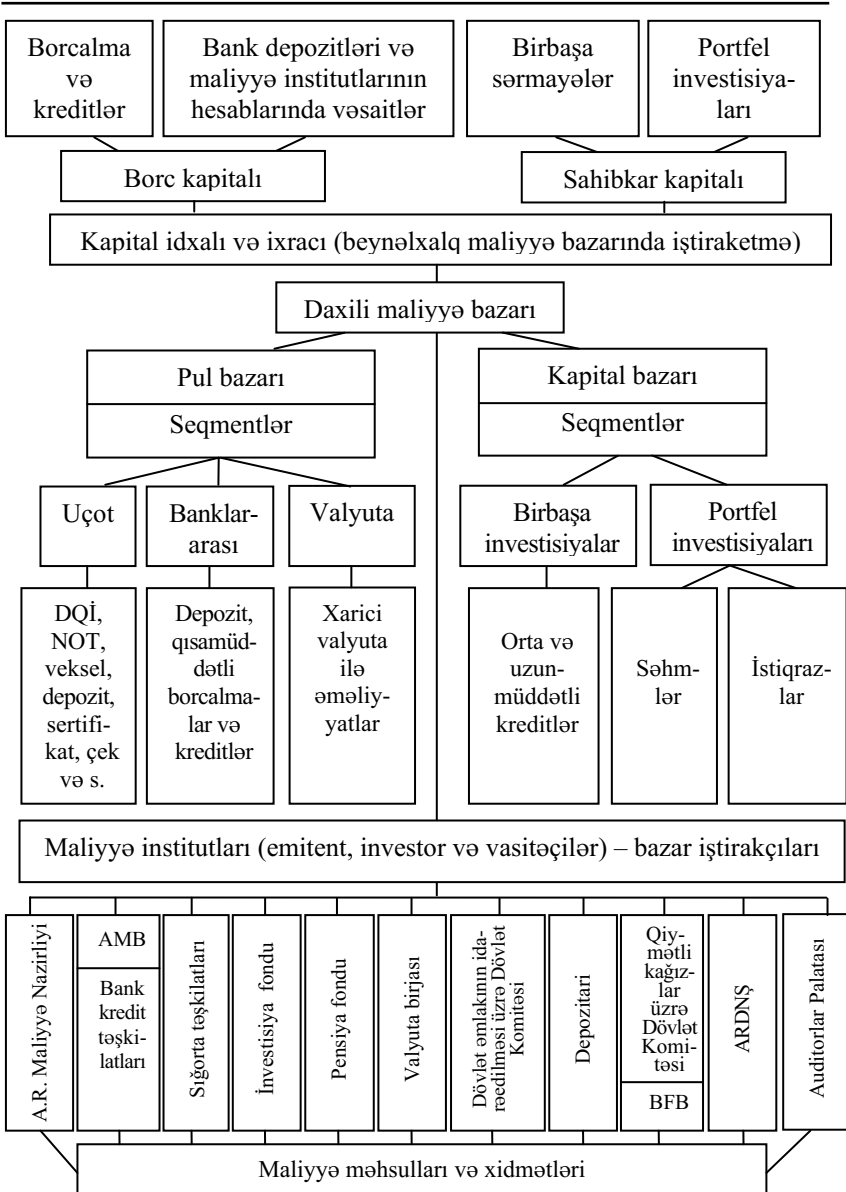 Borcalma
və
kreditlər
Bank depozitləri və
maliyyə institutlarının
hesablarında vəsaitlər
Birbaşa
sərmayələr
Portfel
investisiya-
ları
Borc kapitalı
Sahibkar kapitalı
Kapital idxalı və ixracı (beynəlxalq maliyyə bazarında iştiraketmə)
Daxili maliyyə bazarı
Pul bazarı
Seqmentlər
Kapital bazarı
Seqmentlər
Uçot
Banklar-
arası
Valyuta
Birbaşa
investisiyalar
Portfel
investisiyaları
DQİ,
NOT,
veksel,
depozit,
sertifi-
kat, çek
və s.
Depozit,
qısamüd-
dətli
borcalma-
lar və
kreditlər
Xarici
valyuta
ilə
əməliy-
yatlar
Orta və
uzun-
müddətli
kreditlər
Səhm-
lər
İstiqraz-
lar
Maliyyə institutları (emitent, investor və vasitəçilər) – bazar iştirakçıları
A.R. Maliyyə Nazirliyi
AMB
Bank
kredit
təşki-
latları
Sığorta təşkilatları
İnvestisiya fondu
Pensiya fondu
Valyuta birjası
Dövlət əmlakının ida-
rəedilməsi üzrə Dövlət
Komitəsi
Depozitari
Qiy-
mətli
kağız-
lar
üzrə
Dövlət
Komi-
təsi
BFB
ARDNŞ
Auditorlar Palatası
Maliyyə məhsulları və xidmətləri